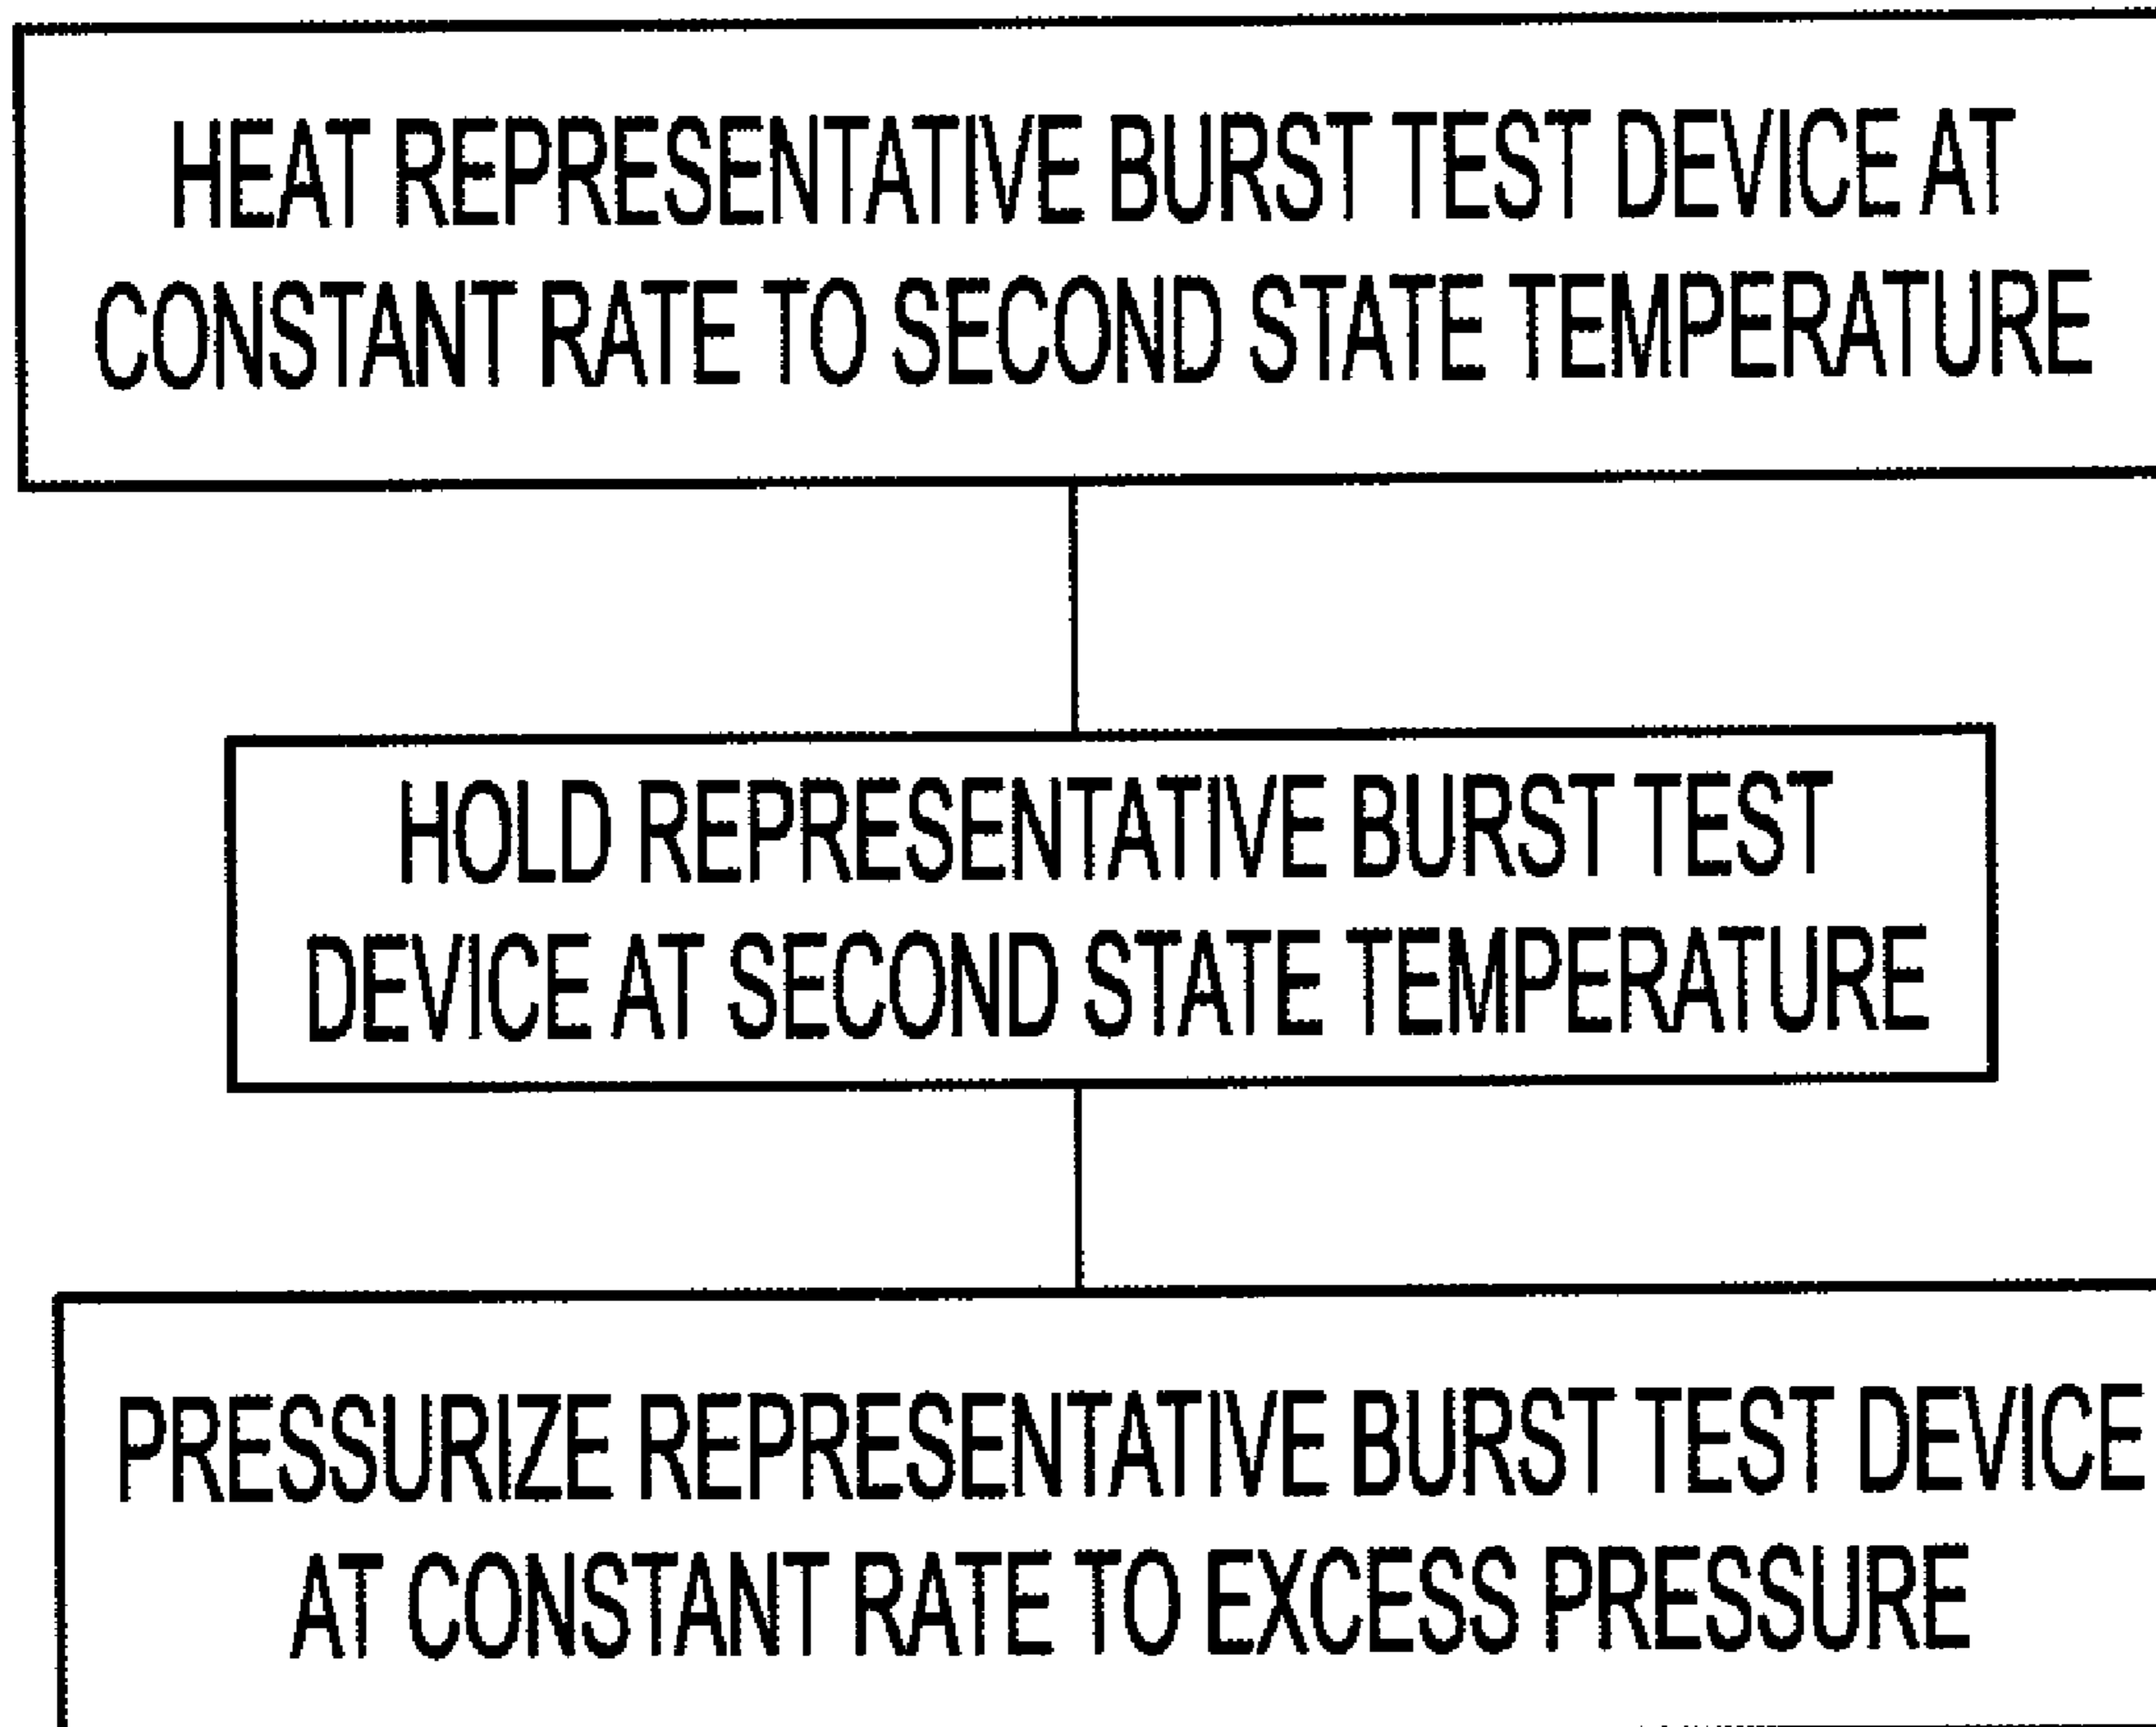 HEAT REPRESENTATIVE BURST TEST DEVICE AT
CONSTANT RATE TO SECOND STATE TEMPERATURE
HOLD REPRESENTATIVE BURST TEST
DEVICE AT SECOND STATE TEMPERATURE
PRESSURIZE REPRESENTATIVE BURST TEST DEVICE
AT CONSTANT RATE TO EXCESS PRESSURE